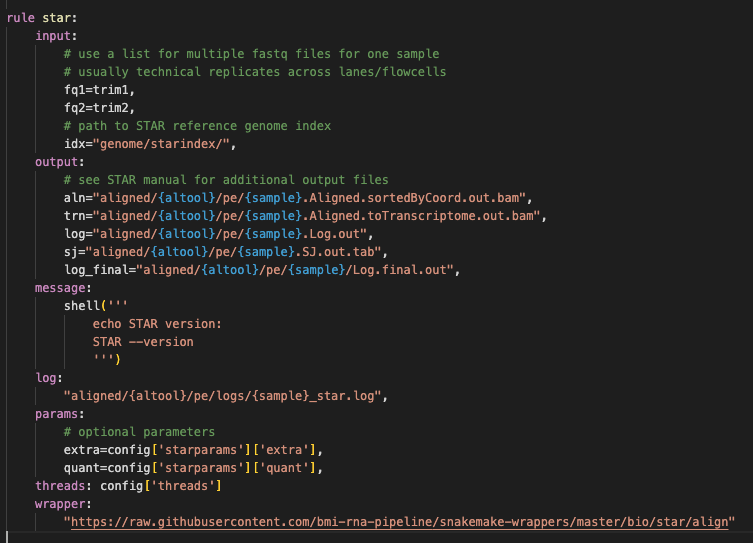 rule star:
    input:
        # use a list for multiple fastq files for one sample
        # usually technical replicates across lanes/flowcells
        fq1=trim1,
        fq2=trim2,
        # path to STAR reference genome index
        idx="genome/starindex/",
    output:
        # see STAR manual for additional output files
        aln="aligned/{altool}/pe/{sample}.Aligned.sortedByCoord.out.bam",
        trn="aligned/{altool}/pe/{sample}.Aligned.toTranscriptome.out.bam",
        log="aligned/{altool}/pe/{sample}.Log.out",
        sj="aligned/{altool}/pe/{sample}.SJ.out.tab",
        log_final="aligned/{altool}/pe/{sample}/Log.final.out",
    message:
        shell('''
            echo STAR version:
            STAR --version
            ''')
    log:
        "aligned/{altool}/pe/logs/{sample}_star.log",
    params:
        # optional parameters
        extra=config['starparams']['extra'],
        quant=config['starparams']['quant'],
    threads: config['threads']
    wrapper:
        "https://raw.githubusercontent.com/bmi-rna-pipeline/snakemake-wrappers/master/bio/star/align"